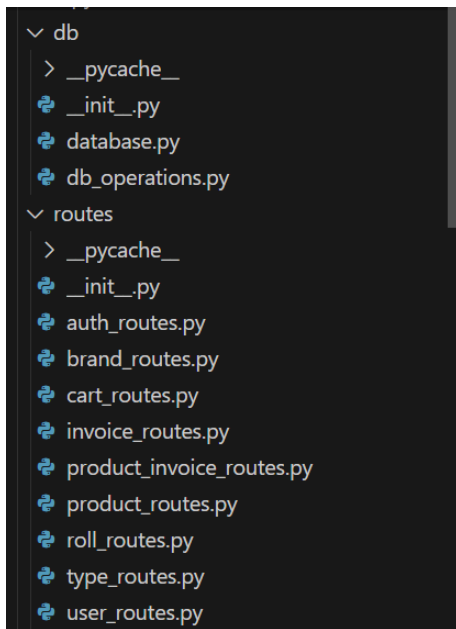 db
__pycache__
__init__.py
database.py
db_operations.py
routes
__pycache__
__init__.py
auth_routes.py
brand_routes.py
cart_routes.py
invoice_routes.py
product_invoice_routes.py
product_routes.py
roll_routes.py
type_routes.py
user_routes.py